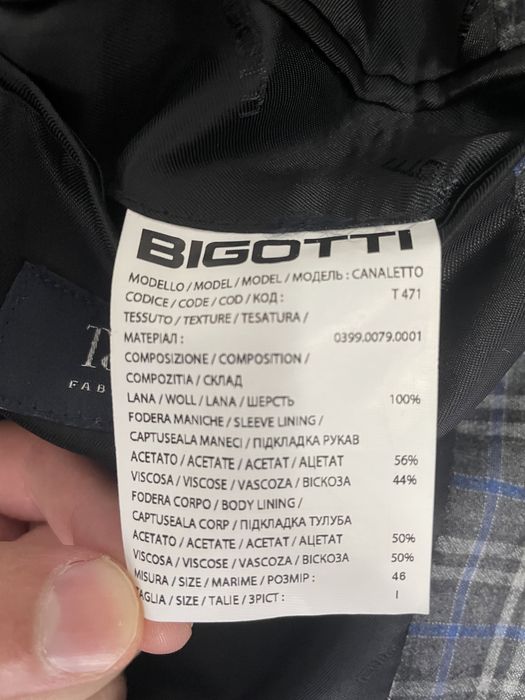 BIGOTTI
MODELLO / MODEL / MODEL / МОДЕЛЬ : CANALETTO
CODICE / CODE / COD / КОД : T 471
TESSUTO / TEXTURE / TESATURA /
МАТЕРІАЛ : 0399.0079.0001
COMPOSIZIONE / COMPOSITION /
COMPOZITIA / СКЛАД
LANA / WOLL / LANA / ШЕРСТЬ 100%
FODERA MANICHE / SLEEVE LINING /
CAPTUSEALA MANECI / ПІДКЛАДКА РУКАВ
ACETATO / ACETATE / ACETAT / АЦЕТАТ 56%
VISCOSA / VISCOSE / VASCOZA / ВІСКОЗА 44%
FODERA CORPO / BODY LINING /
CAPTUSEALA CORP / ПІДКЛАДКА ТУЛУБА
ACETATO / ACETATE / ACETAT / АЦЕТАТ 50%
VISCOSA / VISCOSE / VASCOZA / ВІСКОЗА 50%
MISURA / SIZE / MARIME / РОЗМІР : 46
TAGLIA / SIZE / TALIE / ЗРІСТ : I